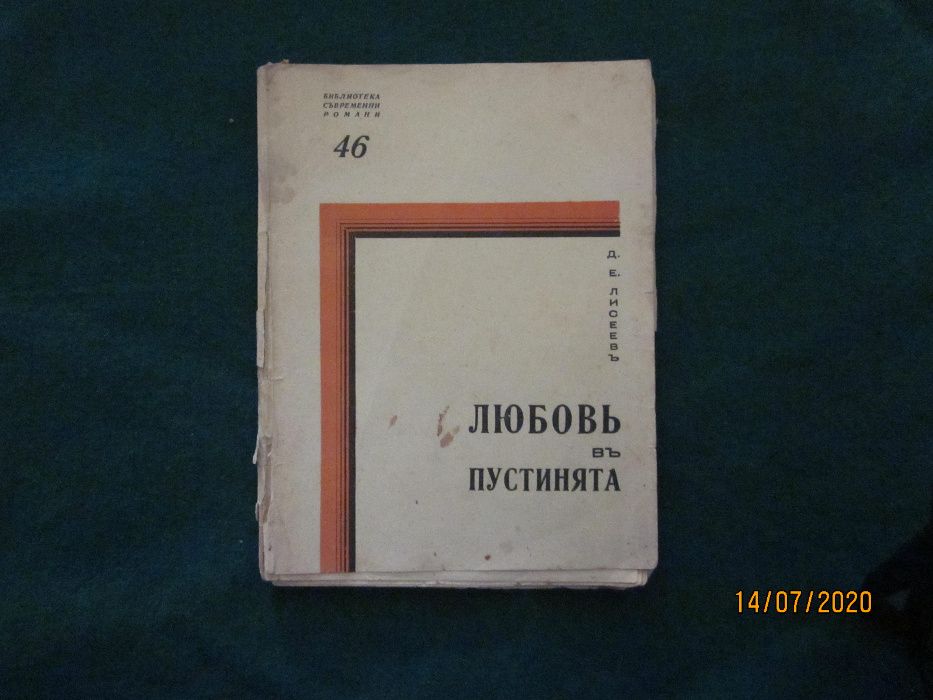 БИБЛИОТЕКА
СЪВРЕМЕННИ
РОМАНИ
46
Д. Е. ЛИСЕЕВЪ
ЛЮБОВЬ
ВЪ
ПУСТИНЯТА
14/07/2020